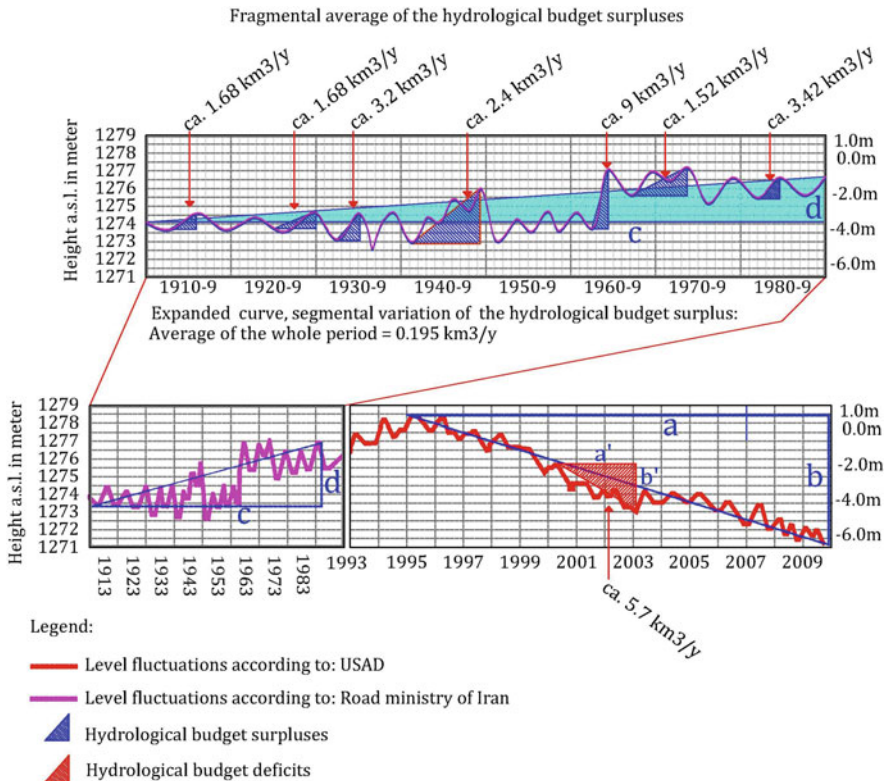 Fragmental average of the hydrological budget surpluses
ca. 1.68 km3/y
ca. 1.68 km3/y
ca. 3.2 km3/y
ca. 2.4 km3/y
ca. 9 km3/y
ca. 1.52 km3/y
ca. 3.42 km3/y
Height a.s.l. in meter
1279
1278
1277
1276
1275
1274
1273
1272
1271
1.0m
0.0m
-2.0m
-4.0m
-6.0m
c
d
1910-9 1920-9 1930-9 1940-9 1950-9 1960-9 1970-9 1980-9
Expanded curve, segmental variation of the hydrological budget surplus:
Average of the whole period = 0.195 km3/y
Height a.s.l. in meter
1279
1278
1277
1276
1275
1274
1273
1272
1271
1.0m
0.0m
-2.0m
-4.0m
-6.0m
c
d
a
b
a'
b'
1913 1923 1933 1943 1953 1963 1973 1983
1993 1995 1997 1999 2001 2003 2005 2007 2009
ca. 5.7 km3/y
Legend:
Level fluctuations according to: USAD
Level fluctuations according to: Road ministry of Iran
Hydrological budget surpluses
Hydrological budget deficits